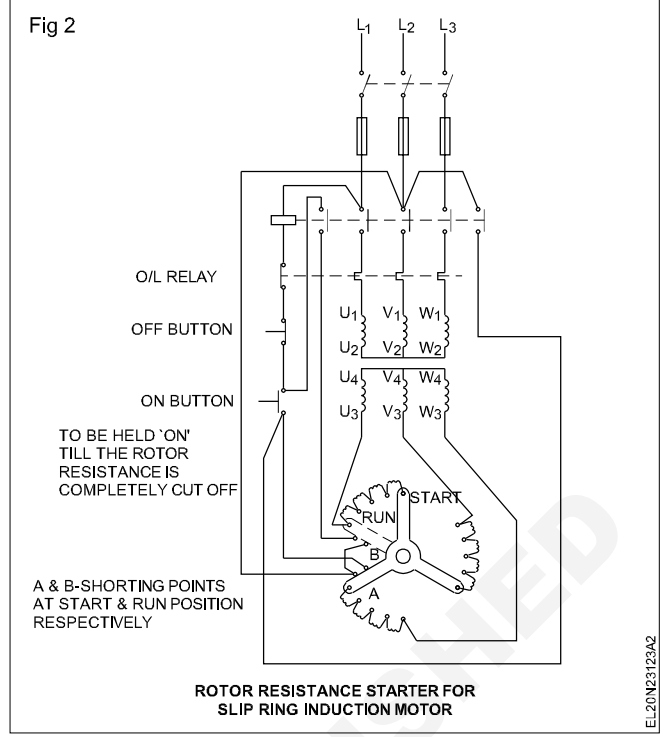 Fig 2
L1 L2 L3
O/L RELAY
OFF BUTTON
ON BUTTON
TO BE HELD `ON'
TILL THE ROTOR
RESISTANCE IS
COMPLETELY CUT OFF
U1 V1 W1
U2 V2 W2
U4 V4 W4
U3 V3 W3
START
RUN
B
A
A & B-SHORTING POINTS
AT START & RUN POSITION
RESPECTIVELY
ROTOR RESISTANCE STARTER FOR
SLIP RING INDUCTION MOTOR
EL20N23123A2